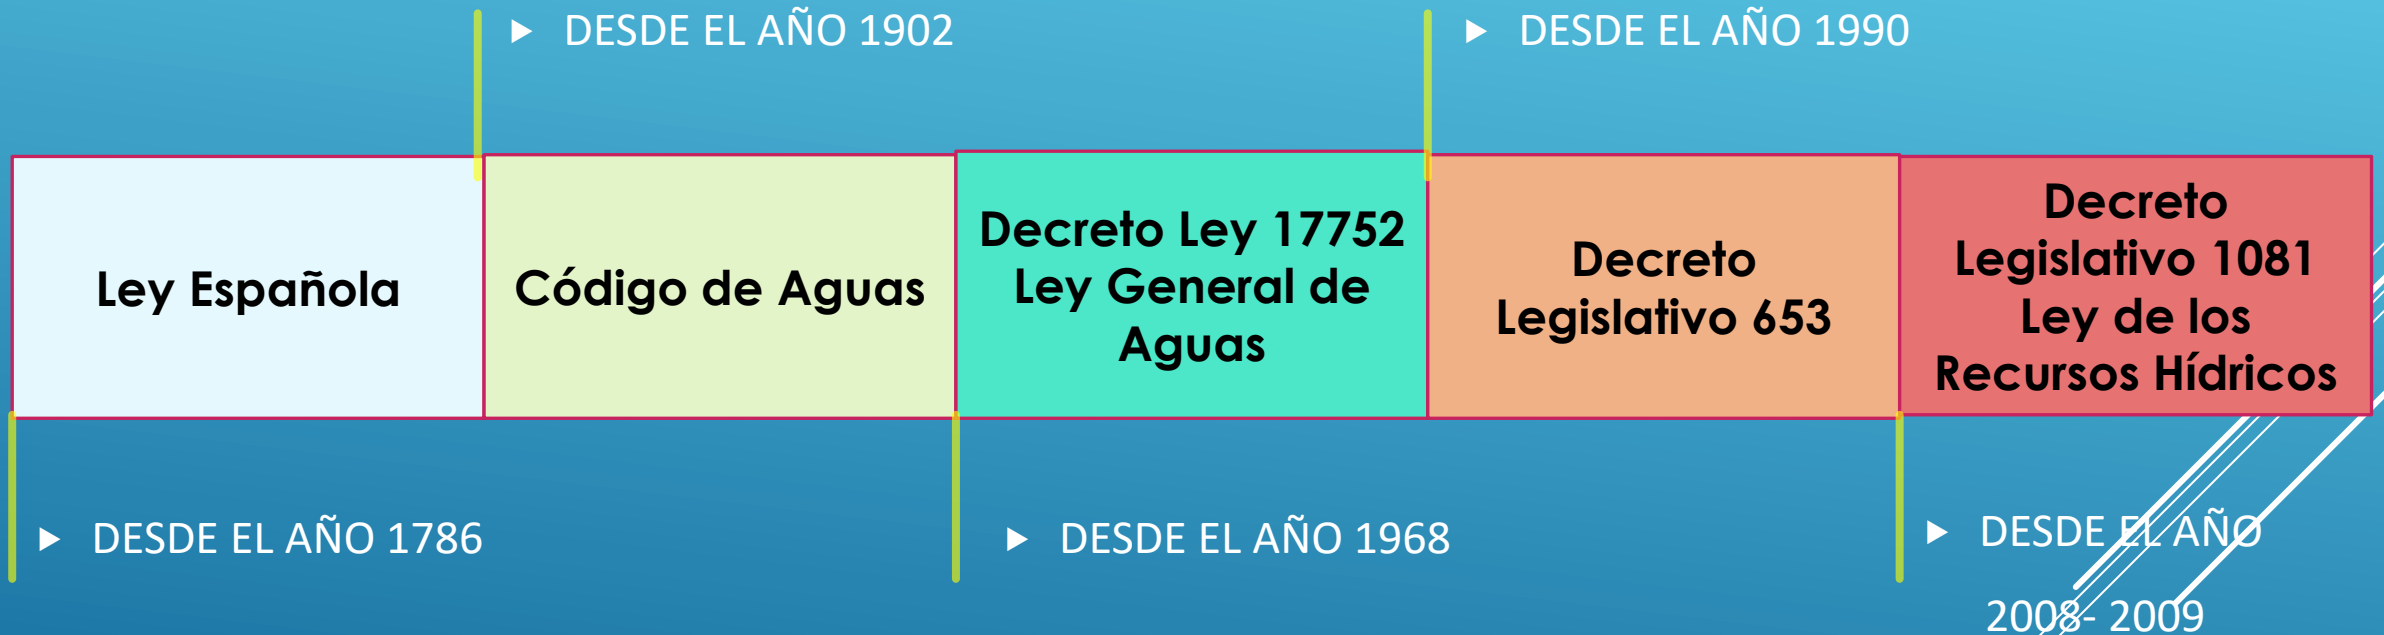 DESDE EL AÑO 1902
DESDE EL AÑO 1990
Ley Española
Código de Aguas
Decreto Ley 17752
Ley General de
Aguas
Decreto
Legislativo 653
Decreto
Legislativo 1081
Ley de los
Recursos Hídricos
DESDE EL AÑO 1786
DESDE EL AÑO 1968
DESDE EL AÑO
2008- 2009